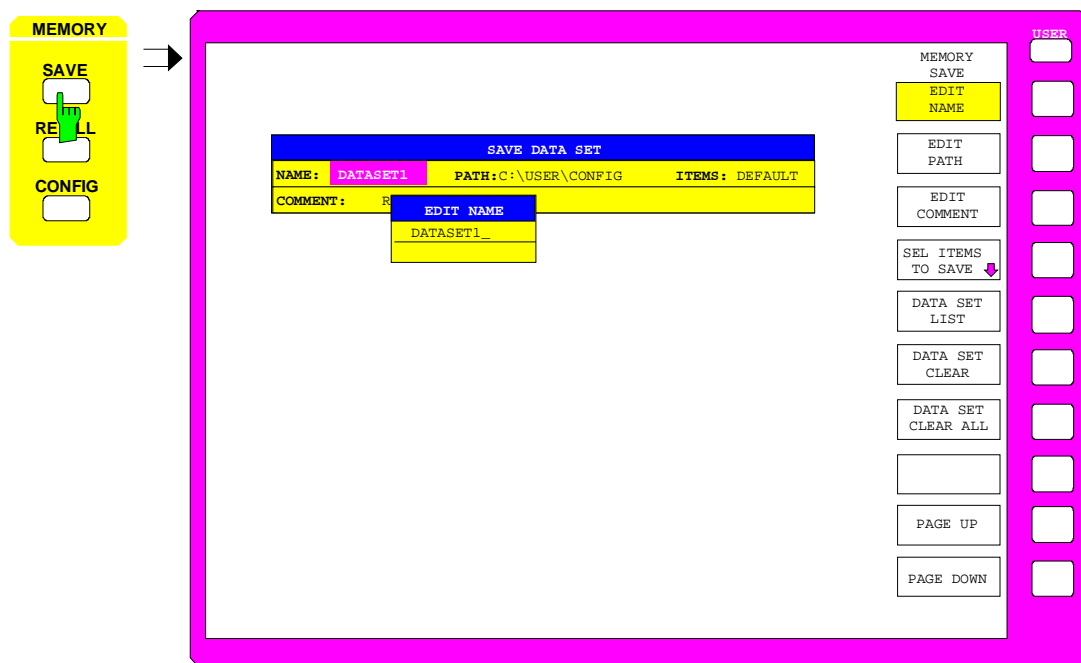 MEMORY
SAVE
CONFIG
USER
MEMORY
SAVE
EDIT
NAME
EDIT
PATH
EDIT
COMMENT
SEL ITEMS
TO SAVE
DATA SET
LIST
DATA SET
CLEAR
DATA SET
CLEAR ALL
PAGE UP
PAGE DOWN
SAVE DATA SET
NAME: DATASET1 PATH:C:\USER\CONFIG ITEMS: DEFAULT
COMMENT:
EDIT NAME
DATASET1_